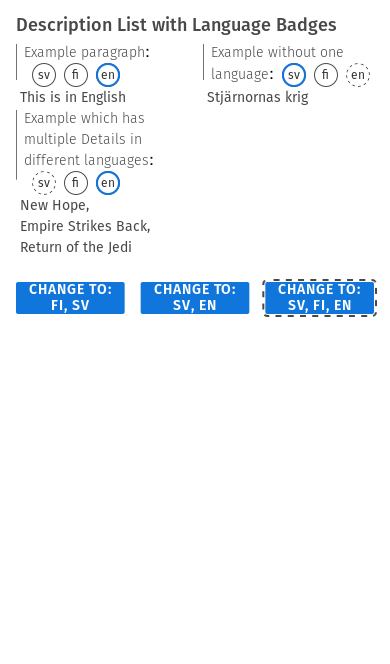 Description List with Language Badges
Example paragraph:
sv fi en
This is in English
Example without one
language: sv fi en
Stjärnornas krig
Example which has
multiple Details in
different languages:
sv fi en
New Hope,
Empire Strikes Back,
Return of the Jedi
CHANGE TO:
FI, SV
CHANGE TO:
SV, EN
CHANGE TO:
SV, FI, EN